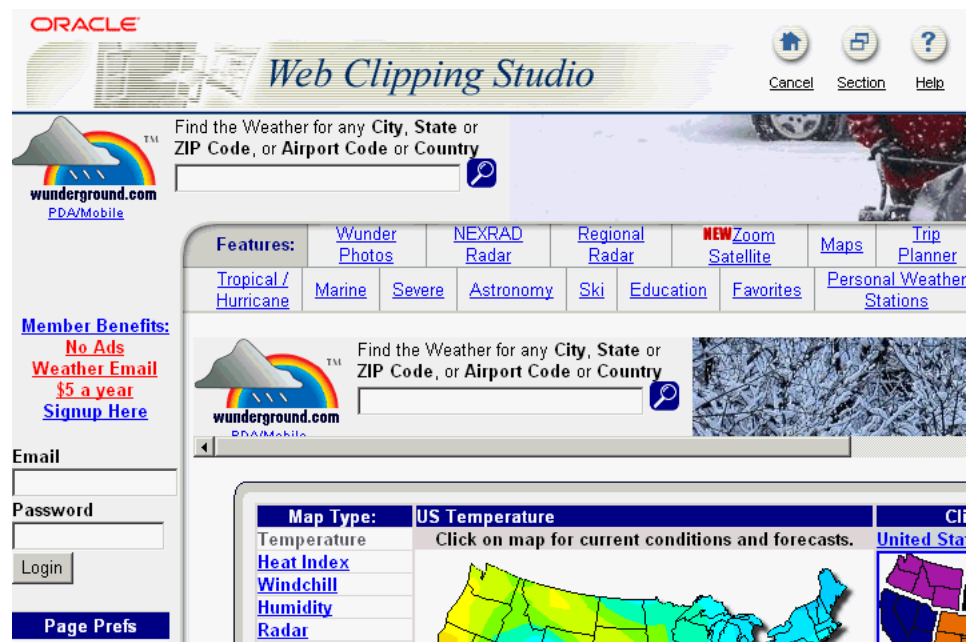 ORACLE
Web Clipping Studio
Cancel Section Help
Find the Weather for any City, State or
ZIP Code, or Airport Code or Country
TM
wunderground.com
PDA/Mobile
Features: Wunder Photos NEXRAD Radar Regional Radar NEW Zoom Satellite Maps Trip Planner
Tropical / Hurricane Marine Severe Astronomy Ski Education Favorites Personal Weather Stations
Member Benefits:
No Ads
Weather Email
$5 a year
Signup Here
Find the Weather for any City, State or
ZIP Code, or Airport Code or Country
TM
wunderground.com
PDA/Mobile
Email
Password
Login
Page Prefs
Map Type:
Temperature
Heat Index
Windchill
Humidity
Radar
US Temperature
Click on map for current conditions and forecasts.